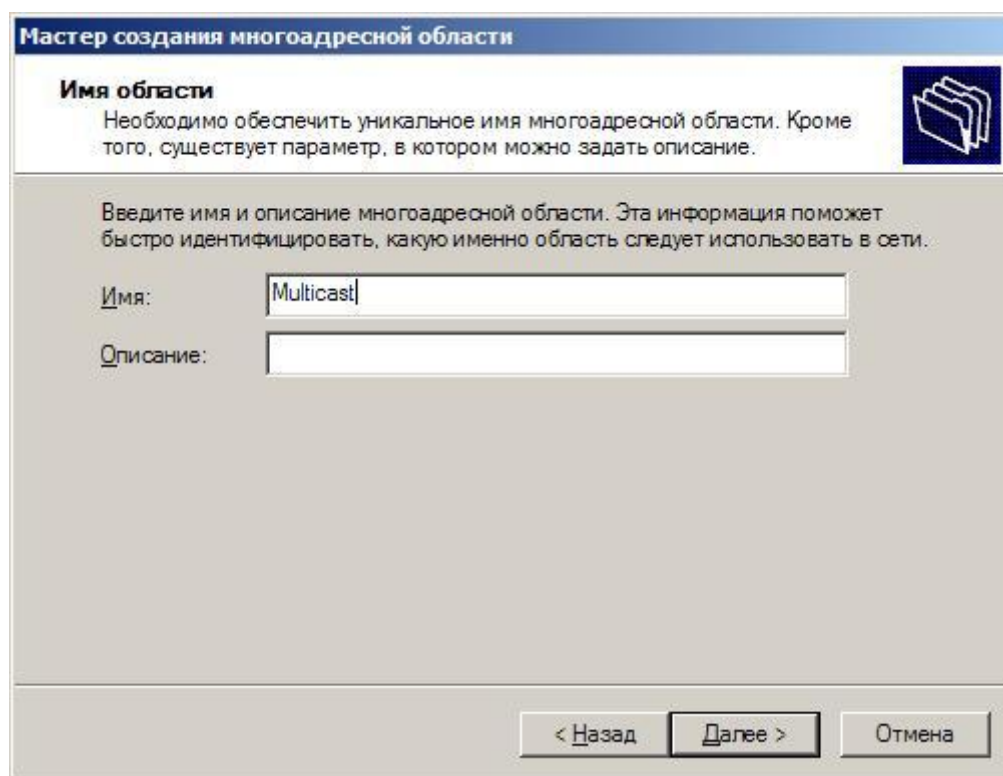 Мастер создания многоадресной области
Имя области
Необходимо обеспечить уникальное имя многоадресной области. Кроме
того, существует параметр, в котором можно задать описание.
Введите имя и описание многоадресной области. Эта информация поможет
быстро идентифицировать, какую именно область следует использовать в сети.
Имя:
Multicast
Описание:
< Назад
Далее >
Отмена